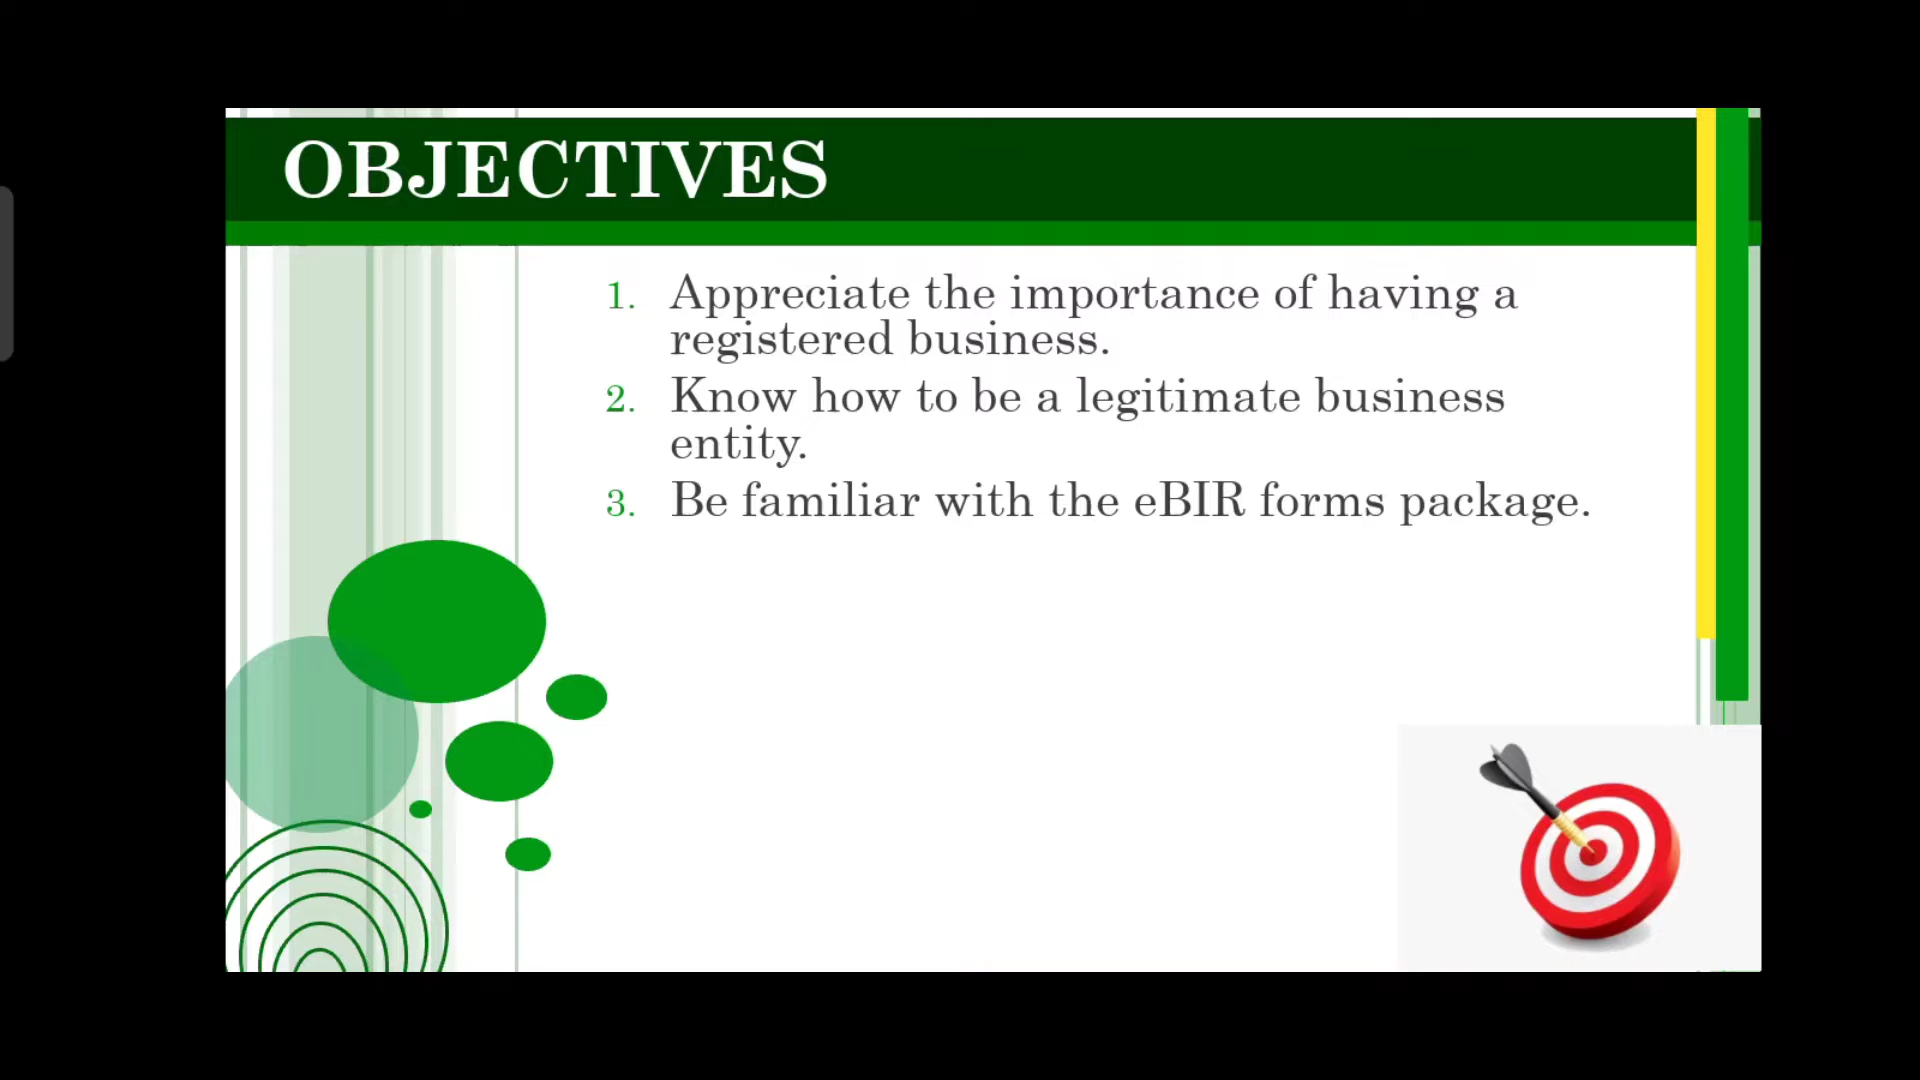 OBJECTIVES
1. Appreciate the importance of having a
registered business.
2. Know how to be a legitimate business
entity.
3. Be familiar with the eBIR forms package.